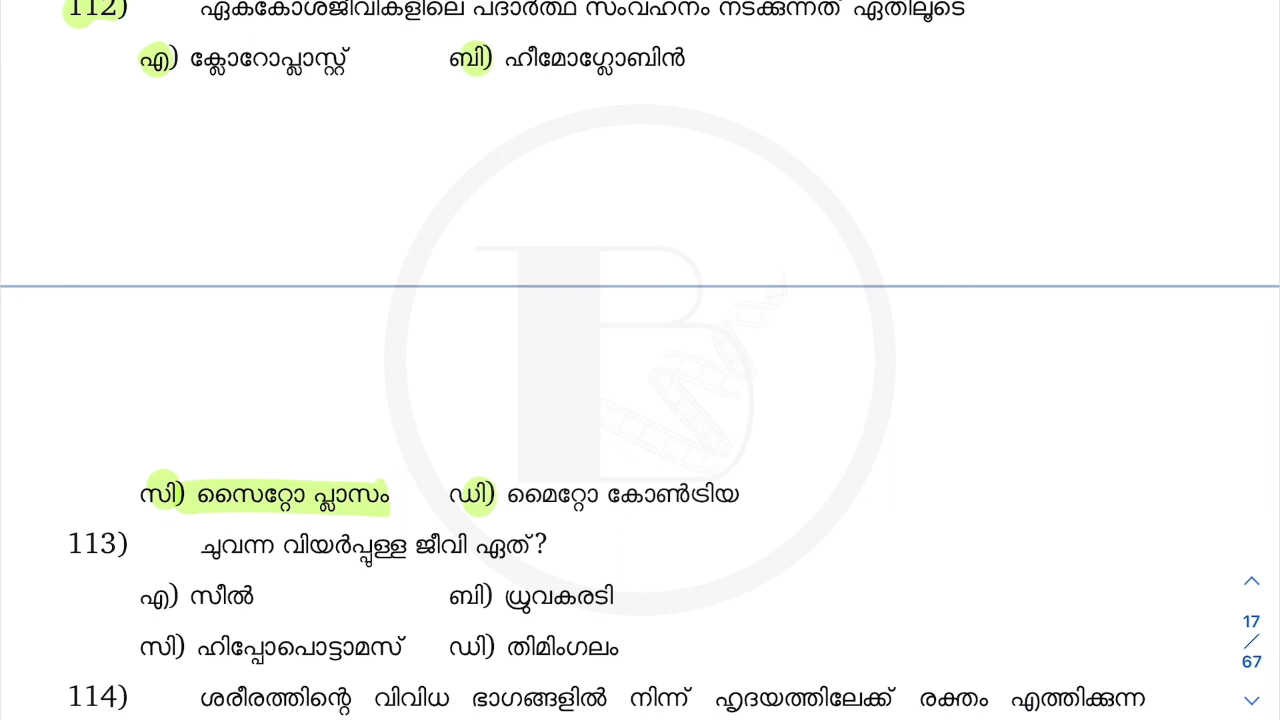 112) ഏകകോശജീവികളിലെ പദാർത്ഥ സംവഹനം നടക്കുന്നത് ഏതിലൂടെ
എ) ക്ലോറോപ്ലാസ്റ്റ് ബി) ഹീമോഗ്ലോബിൻ
സി) സൈറ്റോ പ്ലാസം ഡി) മൈറ്റോ കോൺട്രിയ
113) ചുവന്ന വിയർപ്പുള്ള ജീവി ഏത്?
എ) സീൽ ബി) ധ്രുവകരടി
സി) ഹിപ്പോപൊട്ടാമസ് ഡി) തിമിംഗലം
17
/
67
114) ശരീരത്തിന്റെ വിവിധ ഭാഗങ്ങളിൽ നിന്ന് ഹൃദയത്തിലേക്ക് രക്തം എത്തിക്കുന്ന